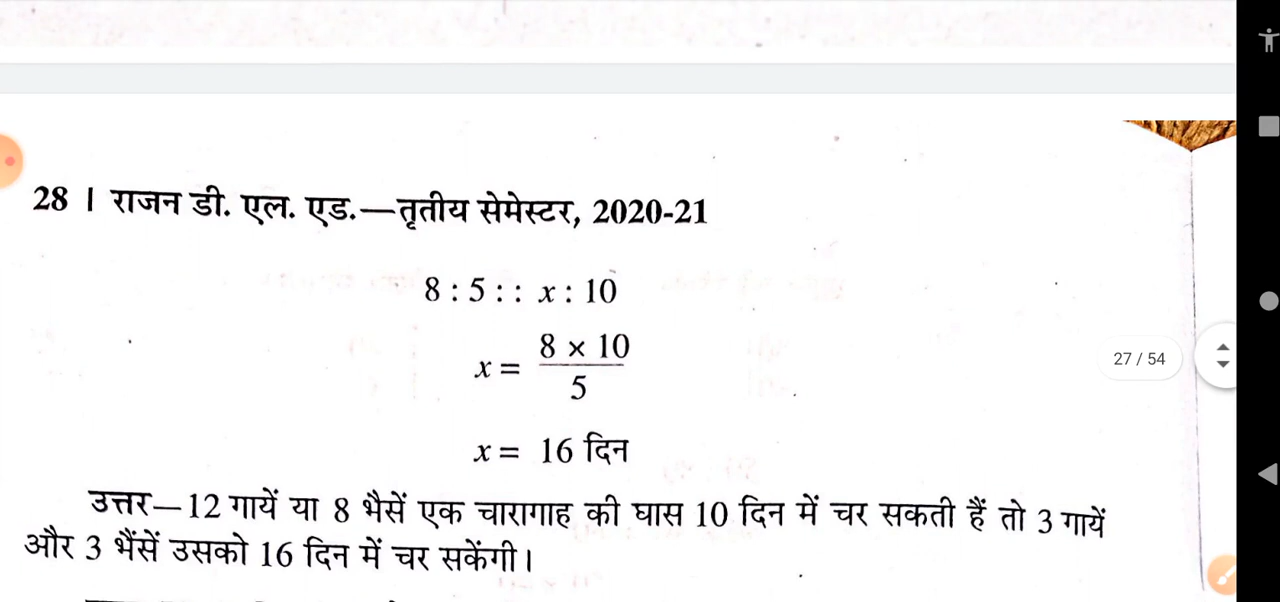 28 । राजन डी. एल. एड.—तृतीय सेमेस्टर, 2020-21
8 : 5 : : x : 10
x = 8 × 10
5
x = 16 दिन
27 / 54
उत्तर—12 गायें या 8 भैसें एक चारागाह की घास 10 दिन में चर सकती हैं तो 3 गायें
और 3 भैंसें उसको 16 दिन में चर सकेंगी।